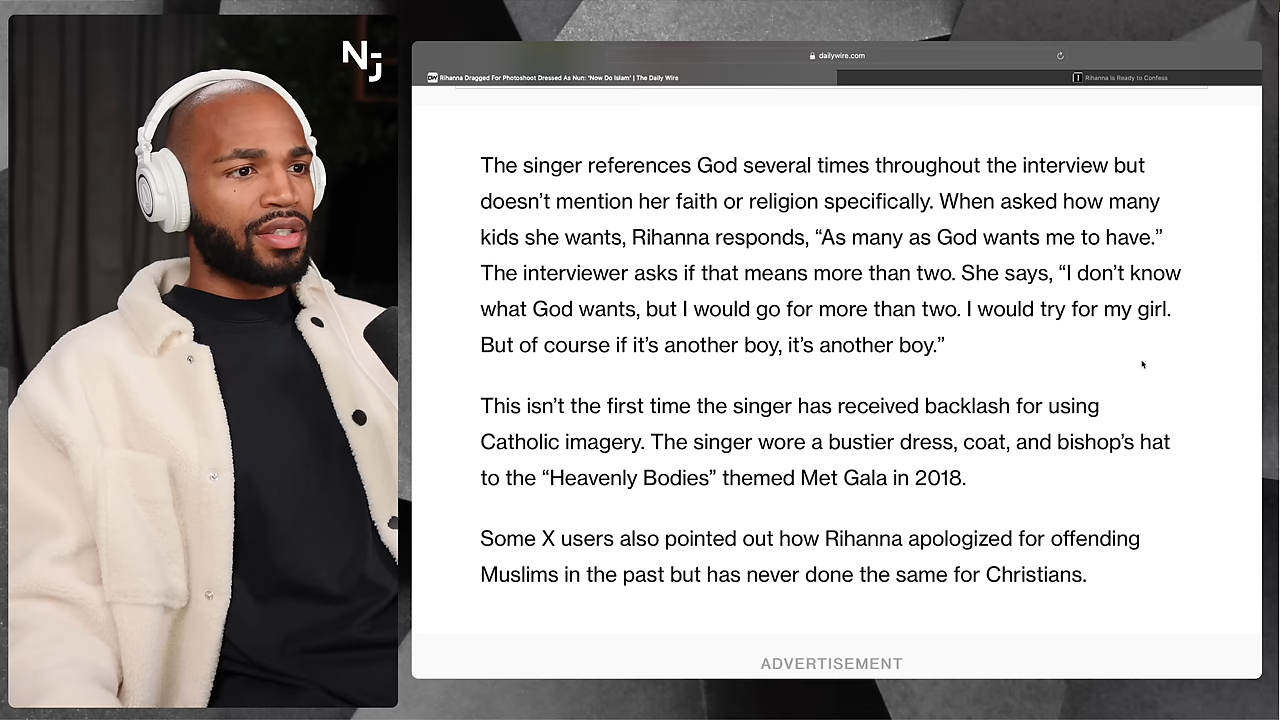 NJ
dailywire.com
DW Rihanna Dragged For Photoshoot Dressed As Nun: 'Now Do Islam' | The Daily Wire
I Rihanna Is Ready to Confess
The singer references God several times throughout the interview but
doesn’t mention her faith or religion specifically. When asked how many
kids she wants, Rihanna responds, “As many as God wants me to have.”
The interviewer asks if that means more than two. She says, “I don’t know
what God wants, but I would go for more than two. I would try for my girl.
But of course if it’s another boy, it’s another boy.”
This isn’t the first time the singer has received backlash for using
Catholic imagery. The singer wore a bustier dress, coat, and bishop’s hat
to the “Heavenly Bodies” themed Met Gala in 2018.
Some X users also pointed out how Rihanna apologized for offending
Muslims in the past but has never done the same for Christians.
ADVERTISEMENT